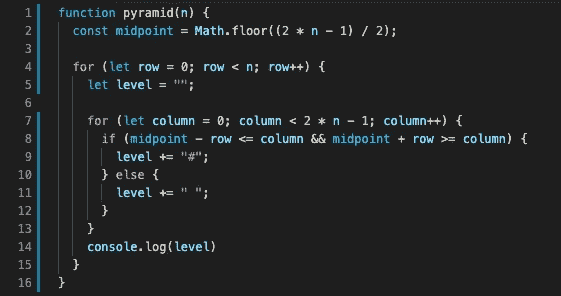 1 function pyramid(n) {
2   const midpoint = Math.floor((2 * n - 1) / 2);
3
4   for (let row = 0; row < n; row++) {
5     let level = "";
6
7     for (let column = 0; column < 2 * n - 1; column++) {
8       if (midpoint - row <= column && midpoint + row >= column) {
9         level += "#";
10       } else {
11         level += " ";
12       }
13     }
14     console.log(level)
15   }
16 }